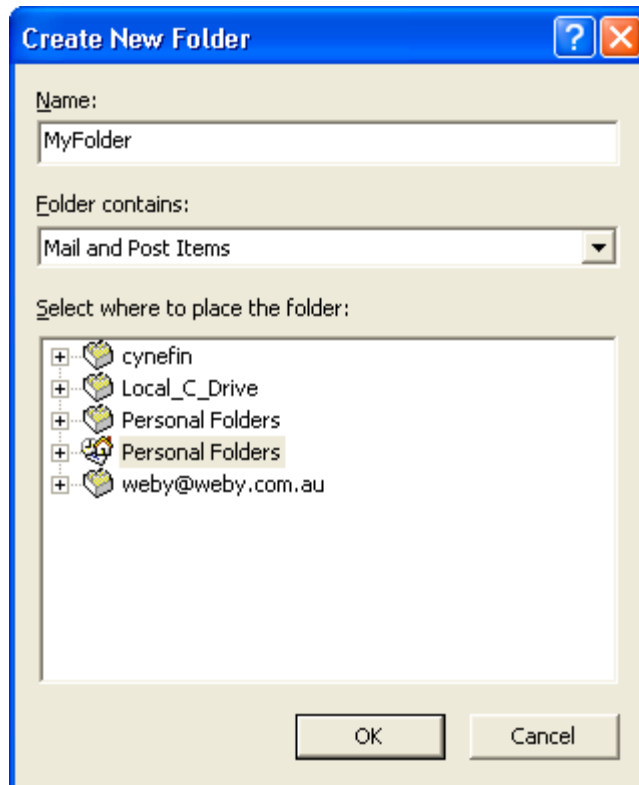 Create New Folder
Name:
MyFolder
Folder contains:
Mail and Post Items
Select where to place the folder:
cynefin
Local_C_Drive
Personal Folders
Personal Folders
weby@weby.com.au
OK Cancel